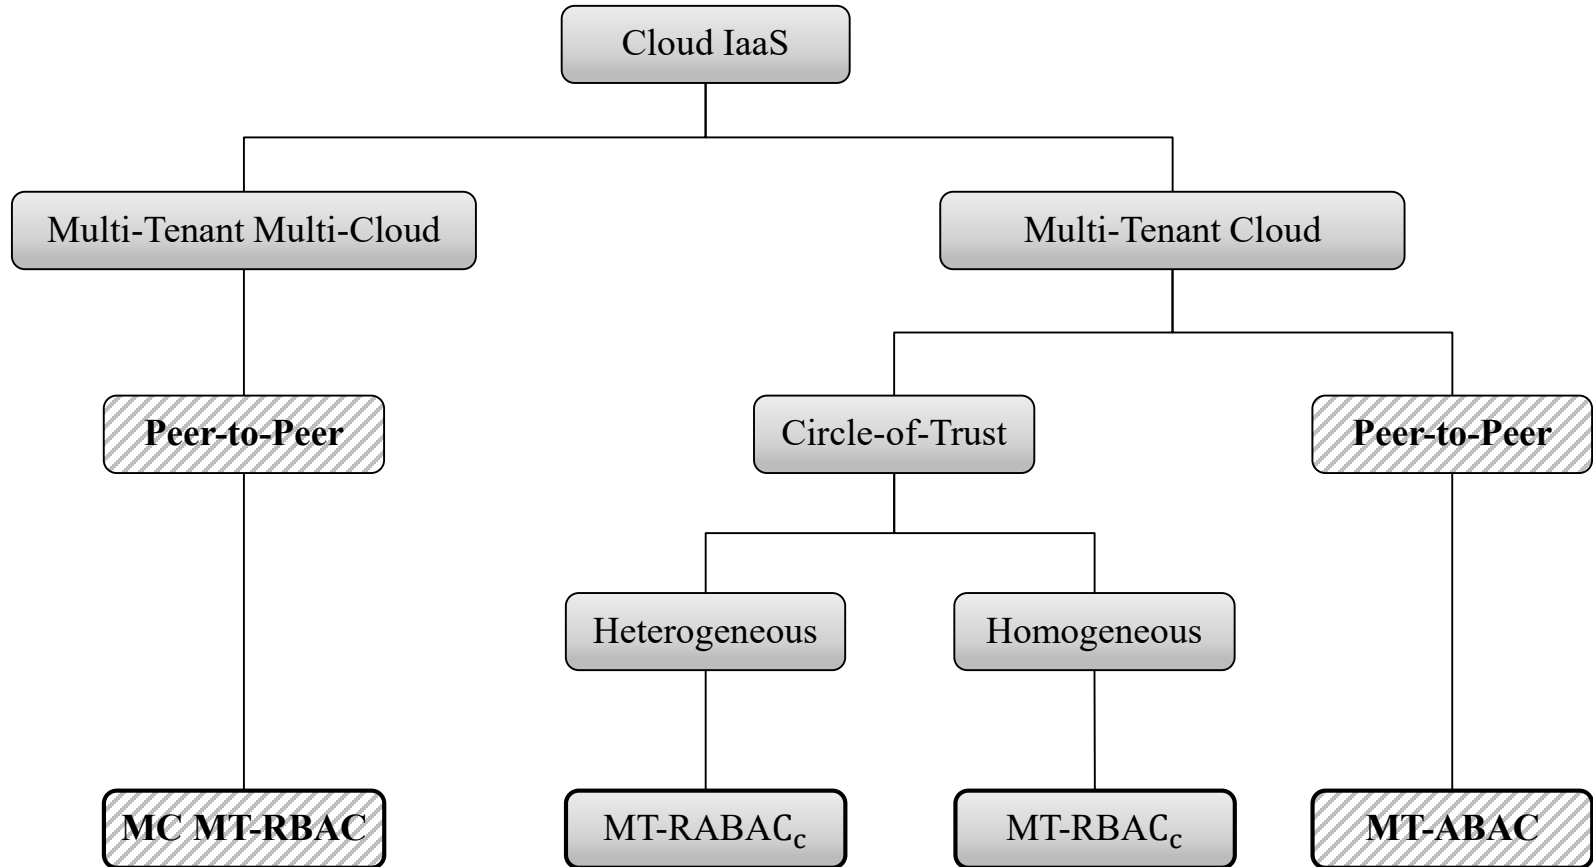 Cloud IaaS
Multi-Tenant Multi-Cloud
Multi-Tenant Cloud
Peer-to-Peer
Circle-of-Trust
Peer-to-Peer
Heterogeneous
Homogeneous
MC MT-RBAC
MT-RABACc
MT-RBACc
MT-ABAC